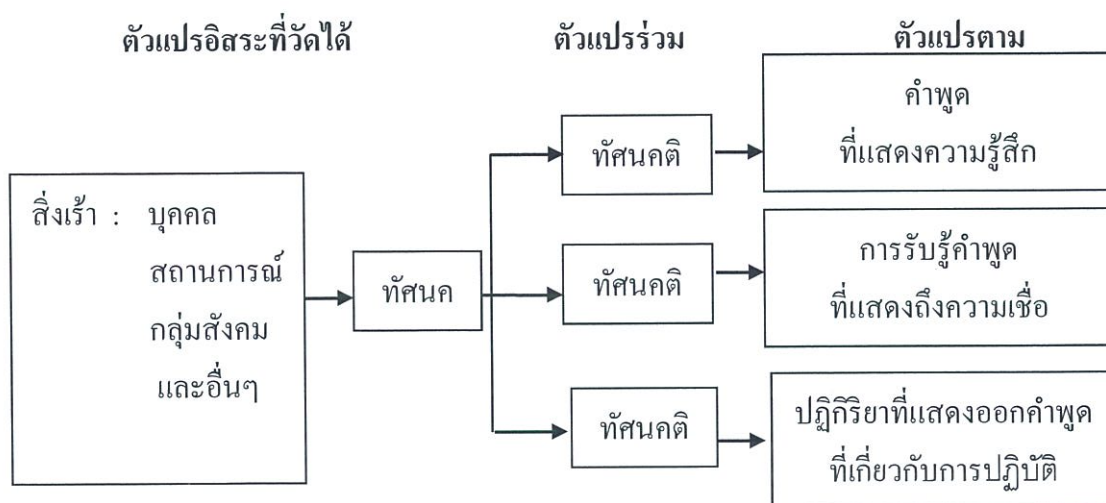 ตัวแปรอิสระที่วัดได้ ตัวแปรร่วม ตัวแปรตาม
สิ่งเร้า : บุคคล
สถานการณ์
กลุ่มสังคม
และอื่นๆ
ทัศนค
ทัศนคติ
คำพูด
ที่แสดงความรู้สึก
ทัศนคติ
การรับรู้คำพูด
ที่แสดงถึงความเชื่อ
ทัศนคติ
ปฏิกิริยาที่แสดงออกคำพูด
ที่เกี่ยวกับการปฏิบัติ